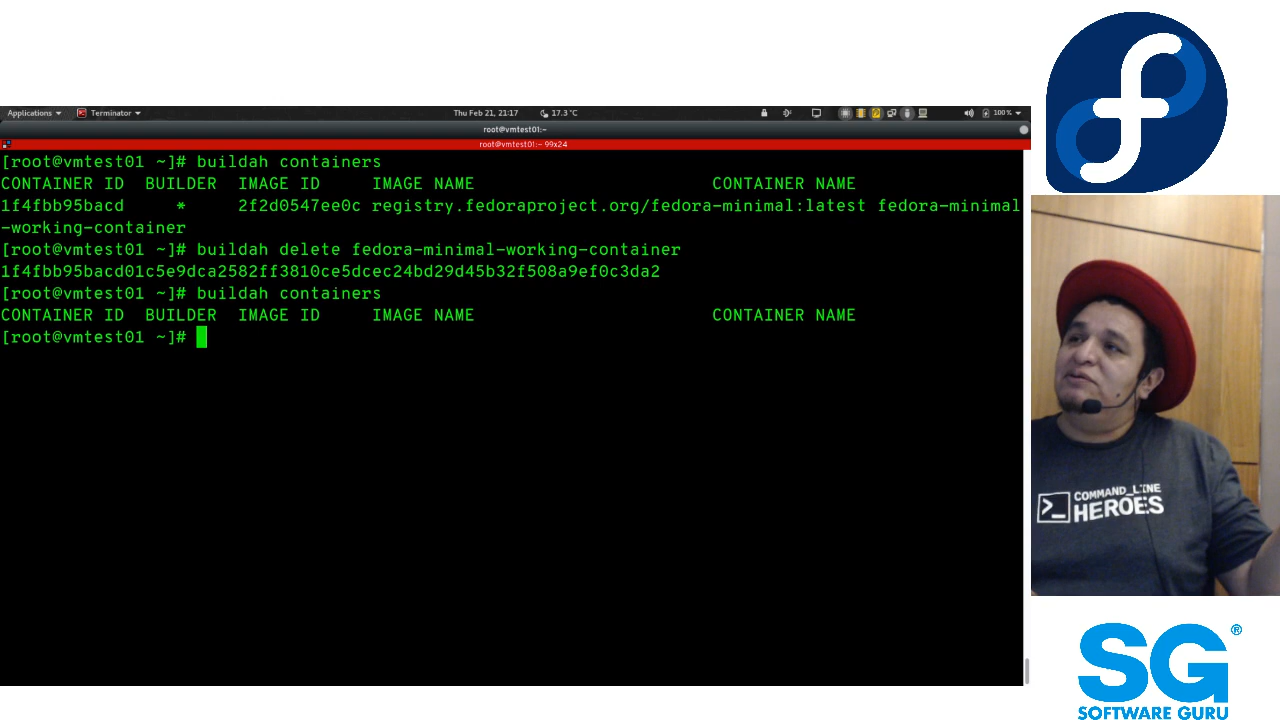 Applications
Terminator
Thu Feb 21, 21:17
17.3 °C
100%
root@vmtest01:~
root@vmtest01:~ 99x24
[root@vmtest01 ~]# buildah containers
CONTAINER ID  BUILDER  IMAGE ID     IMAGE NAME                       CONTAINER NAME
1f4fbb95bacd     *     2f2d0547ee0c registry.fedoraproject.org/fedora-minimal:latest fedora-minimal
-working-container
[root@vmtest01 ~]# buildah delete fedora-minimal-working-container
1f4fbb95bacd01c5e9dca2582ff3810ce5dcec24bd29d45b32f508a9ef0c3da2
[root@vmtest01 ~]# buildah containers
CONTAINER ID  BUILDER  IMAGE ID     IMAGE NAME                       CONTAINER NAME
[root@vmtest01 ~]#
>_ COMMAND_LINE
HEROES
SG®
SOFTWARE GURU